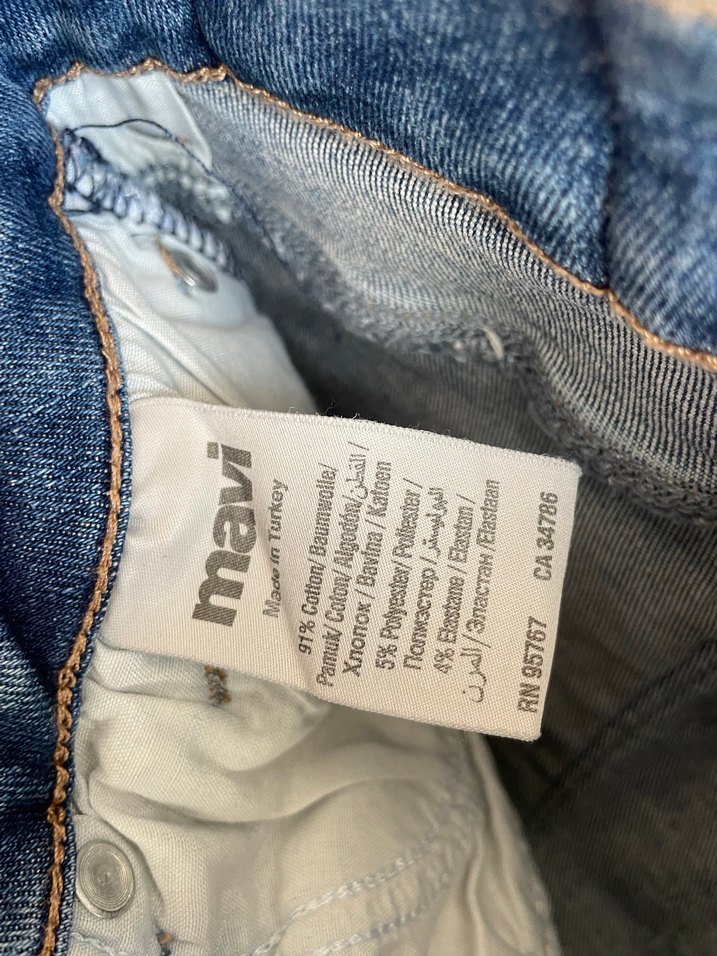 mavi
Made in Turkey
91% Cotton/ Baumwolle/
Pamuk/ Coton/ Algodón/ القطن /
Хлопок / Bavlna / Katoen
5% Polyester/ Poliester /
Полиэстер / البوليستر
4% Elastane / Elastan /
المرن / Эластан /Elastaan
RN 95767 CA 34786